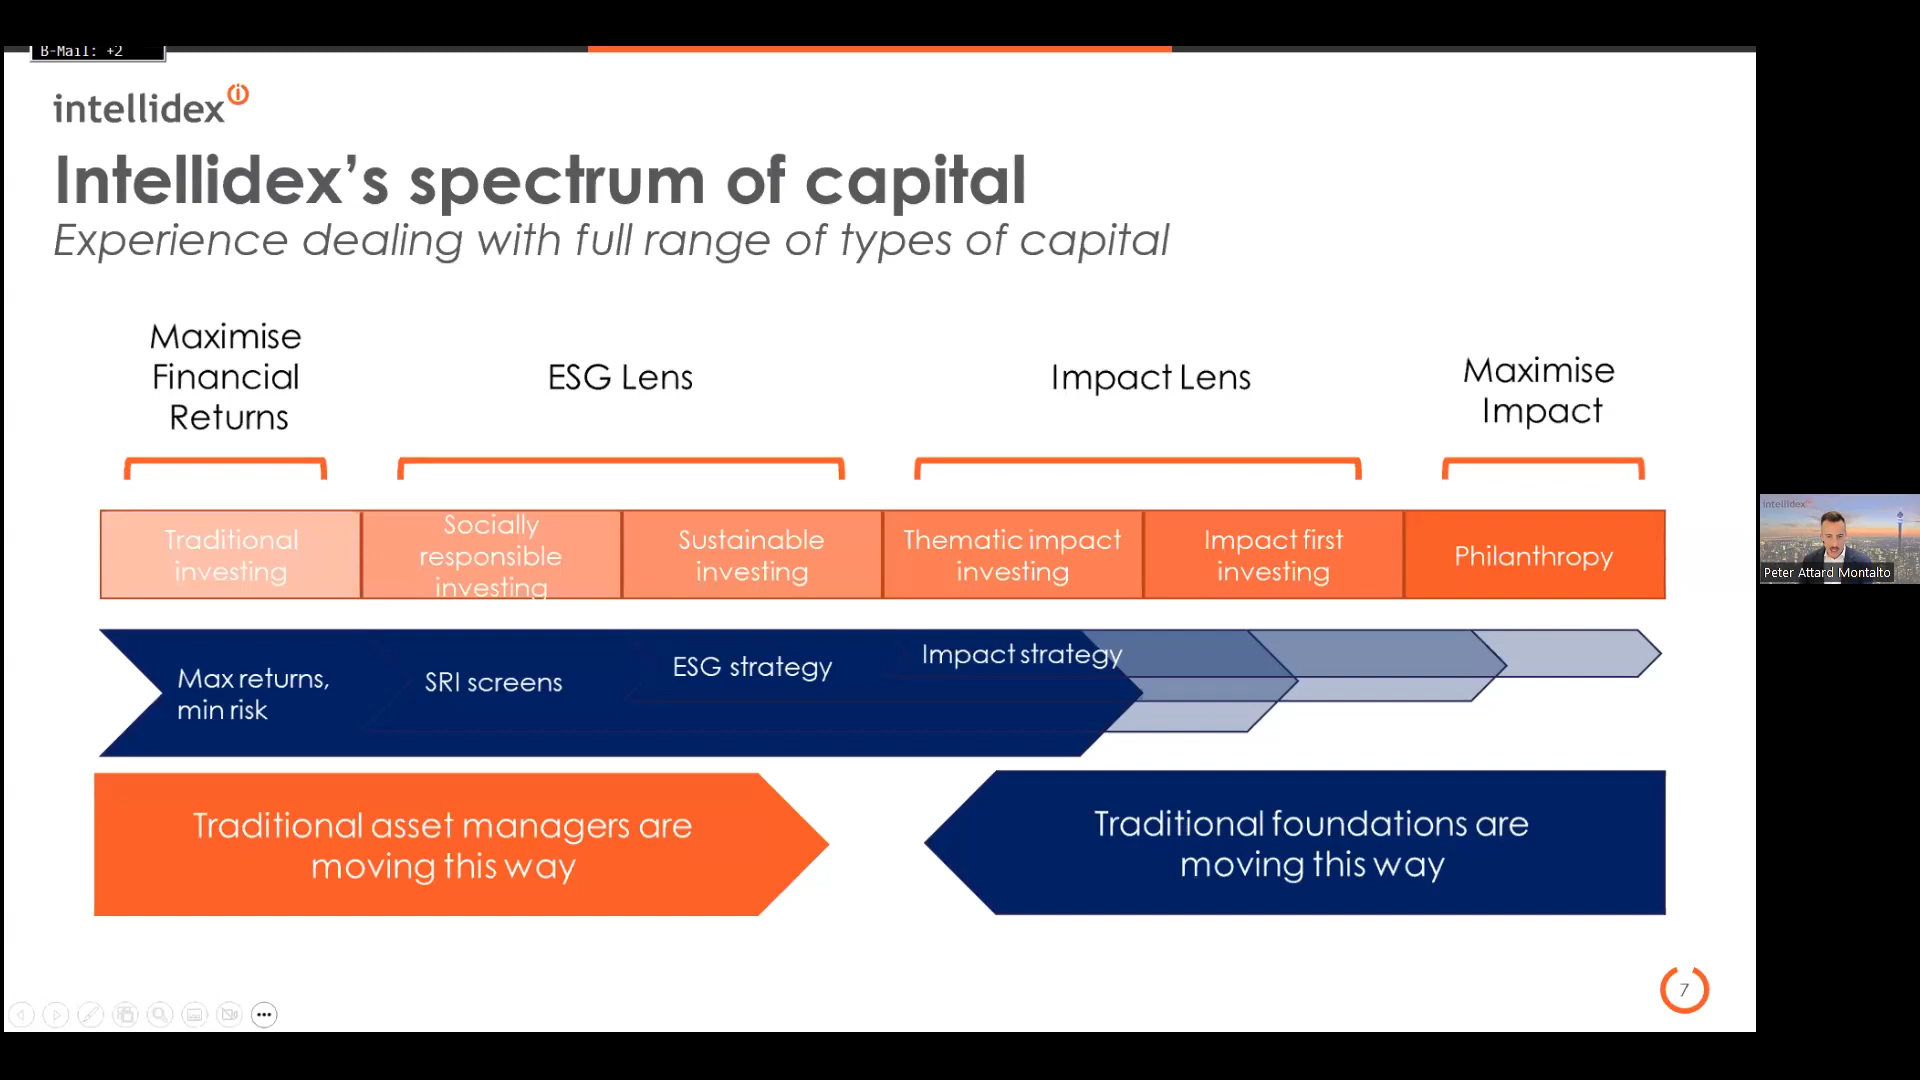 B-Mail: +2
intellidex
Intellidex's spectrum of capital
Experience dealing with full range of types of capital
Maximise
Financial
Returns
ESG Lens
Impact Lens
Maximise
Impact
Traditional
investing
Socially
responsible
investing
Sustainable
investing
Thematic impact
investing
Impact first
investing
Philanthropy
Max returns,
min risk
SRI screens
ESG strategy
Impact strategy
Traditional asset managers are
moving this way
Traditional foundations are
moving this way
7
intellidex
Peter Attard Montalto